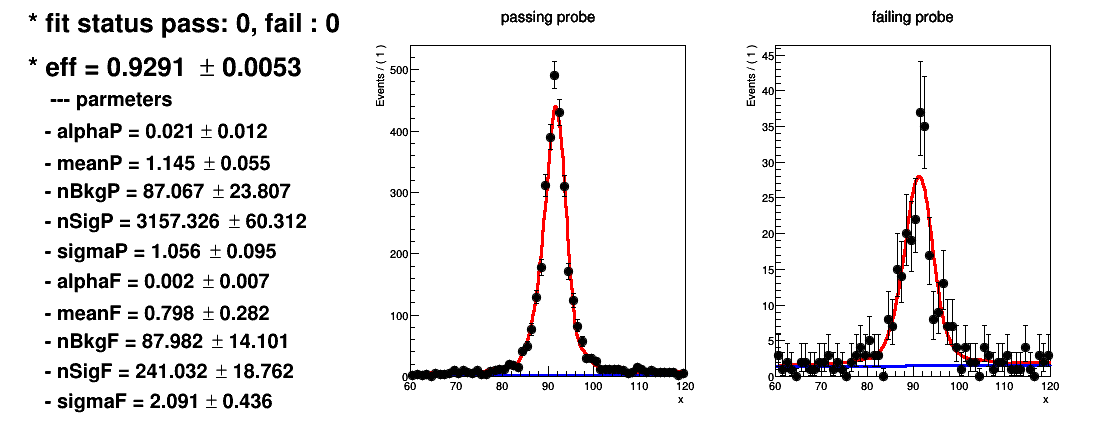 * fit status pass: 0, fail : 0
* eff = 0.9291 ± 0.0053
--- parmeters
- alphaP = 0.021 ± 0.012
- meanP = 1.145 ± 0.055
- nBkgP = 87.067 ± 23.807
- nSigP = 3157.326 ± 60.312
- sigmaP = 1.056 ± 0.095
- alphaF = 0.002 ± 0.007
- meanF = 0.798 ± 0.282
- nBkgF = 87.982 ± 14.101
- nSigF = 241.032 ± 18.762
- sigmaF = 2.091 ± 0.436
passing probe
Events / ( 1 )
500
400
300
200
100
0
60 70 80 90 100 110 120
x
failing probe
Events / ( 1 )
45
40
35
30
25
20
15
10
5
0
60 70 80 90 100 110 120
x